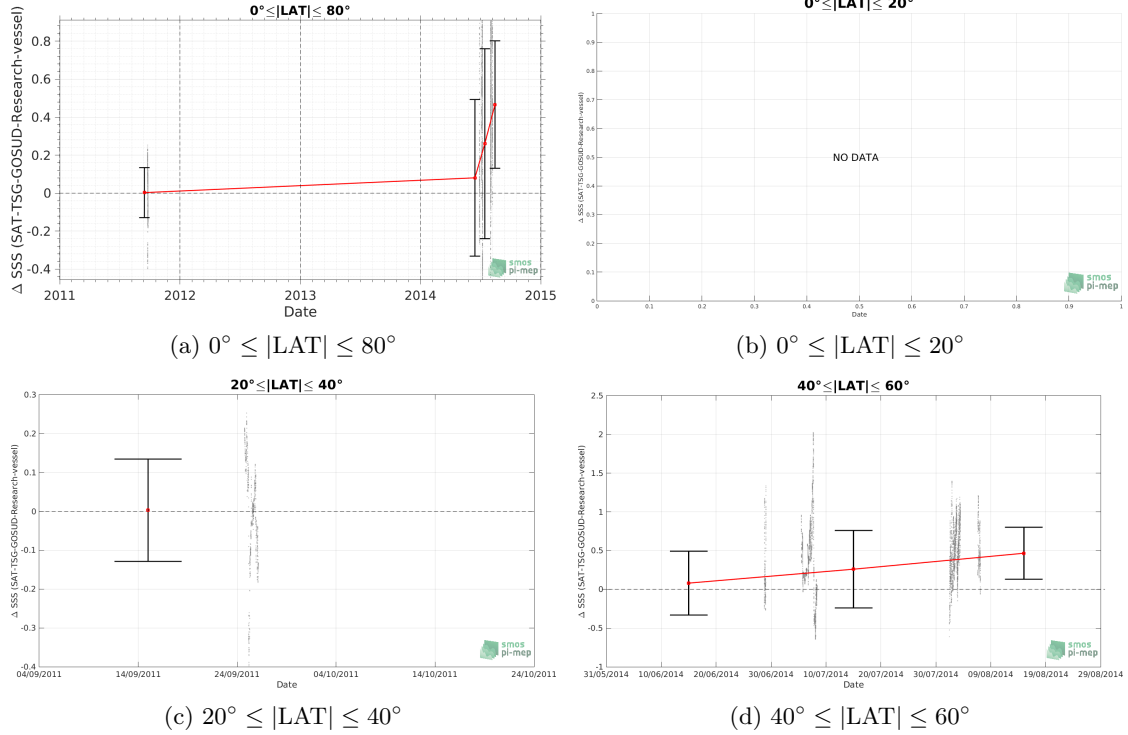 0°≤|LAT|≤ 80°
Δ SSS (SAT-TSG-GOSUD-Research-vessel)
0.8
0.6
0.4
0.2
0
-0.2
-0.4
2011
2012
2013
2014
2015
Date
smos
pi-mep
(a) 0° ≤ |LAT| ≤ 80°
0°≤|LAT|≤ 20°
Δ SSS (SAT-TSG-GOSUD-Research-vessel)
1
0.9
0.8
0.7
0.6
0.5
0.4
0.3
0.2
0.1
0
NO DATA
0
0.1
0.2
0.3
0.4
0.5
0.6
0.7
0.8
0.9
1
Date
smos
pi-mep
(b) 0° ≤ |LAT| ≤ 20°
20°≤|LAT|≤ 40°
Δ SSS (SAT-TSG-GOSUD-Research-vessel)
0.3
0.2
0.1
0
-0.1
-0.2
-0.3
-0.4
04/09/2011
14/09/2011
24/09/2011
04/10/2011
14/10/2011
24/10/2011
Date
smos
pi-mep
(c) 20° ≤ |LAT| ≤ 40°
40°≤|LAT|≤ 60°
Δ SSS (SAT-TSG-GOSUD-Research-vessel)
2.5
2
1.5
1
0.5
0
-0.5
-1
31/05/2014
10/06/2014
20/06/2014
30/06/2014
10/07/2014
20/07/2014
30/07/2014
09/08/2014
19/08/2014
29/08/2014
Date
smos
pi-mep
(d) 40° ≤ |LAT| ≤ 60°